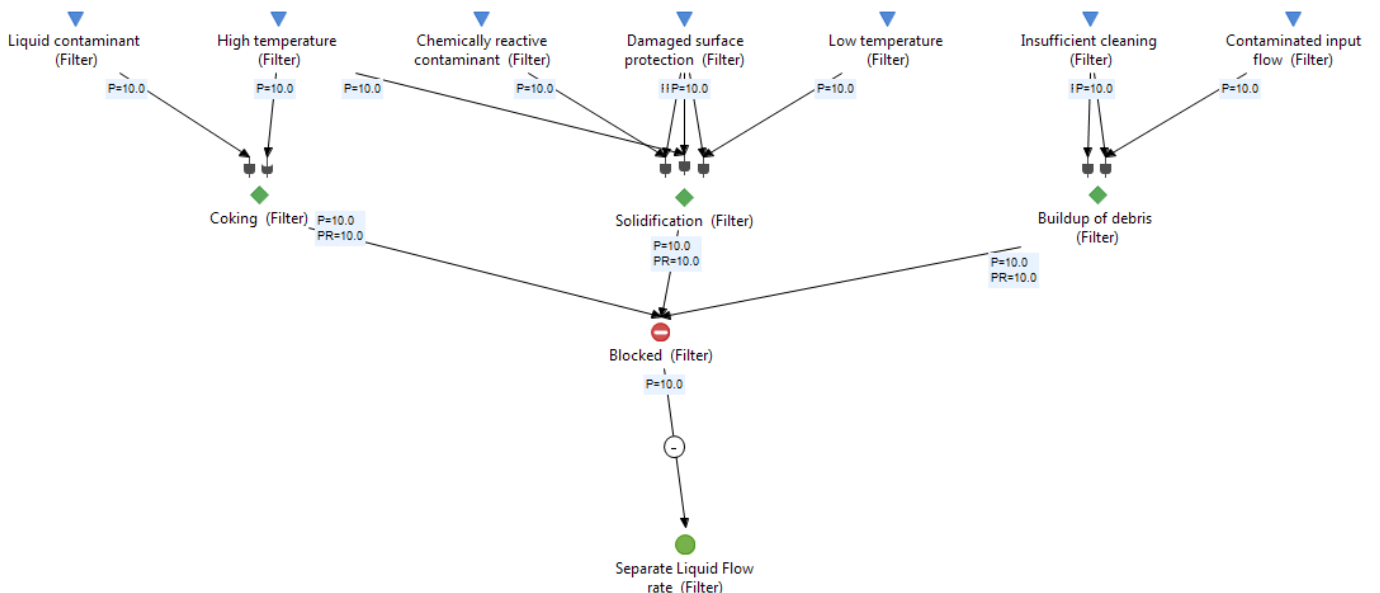 Liquid contaminant
(Filter)
High temperature
(Filter)
Chemically reactive
contaminant (Filter)
Damaged surface
protection (Filter)
Low temperature
(Filter)
Insufficient cleaning
(Filter)
Contaminated input
flow (Filter)
P=10.0
P=10.0
P=10.0
P=10.0
P=10.0
P=10.0
P=10.0
P=10.0
Coking (Filter)
P=10.0
PR=10.0
Solidification (Filter)
P=10.0
PR=10.0
Buildup of debris
(Filter)
P=10.0
PR=10.0
Blocked (Filter)
P=10.0
-
Separate Liquid Flow
rate (Filter)